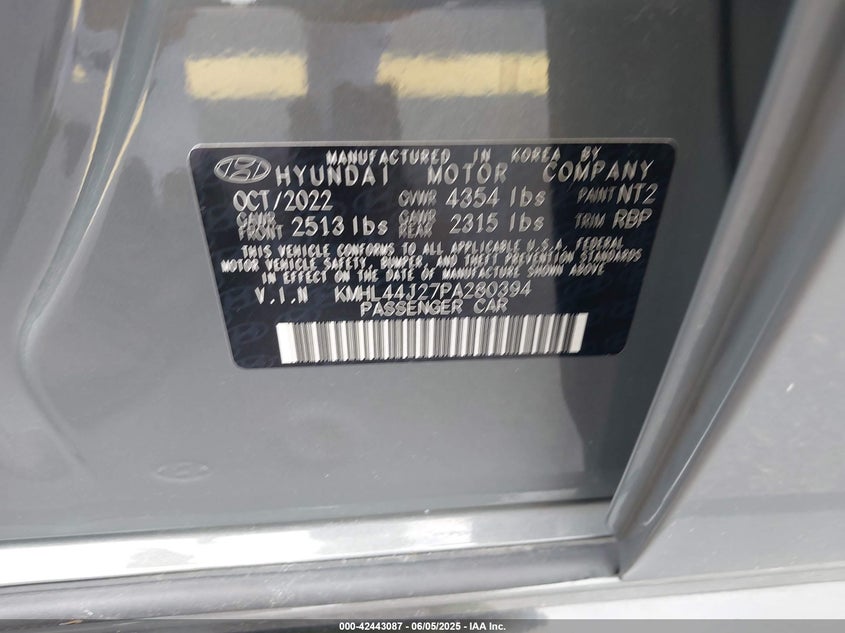 MANUFACTURED IN KOREA BY
HYUNDAI MOTOR COMPANY
OCT/2022 GVWR 4354 lbs PAINT NT2
GAWR FRONT 2513 lbs GAWR REAR 2315 lbs TRIM RBP
THIS VEHICLE CONFORMS TO ALL APPLICABLE U.S.A. FEDERAL
MOTOR VEHICLE SAFETY, BUMPER, AND THEFT PREVENTION STANDARDS
IN EFFECT ON THE DATE OF MANUFACTURE SHOWN ABOVE
V.I.N KMHL44J27PA280394
PASSENGER CAR
000-42443087 - 06/05/2025 - IAA Inc.